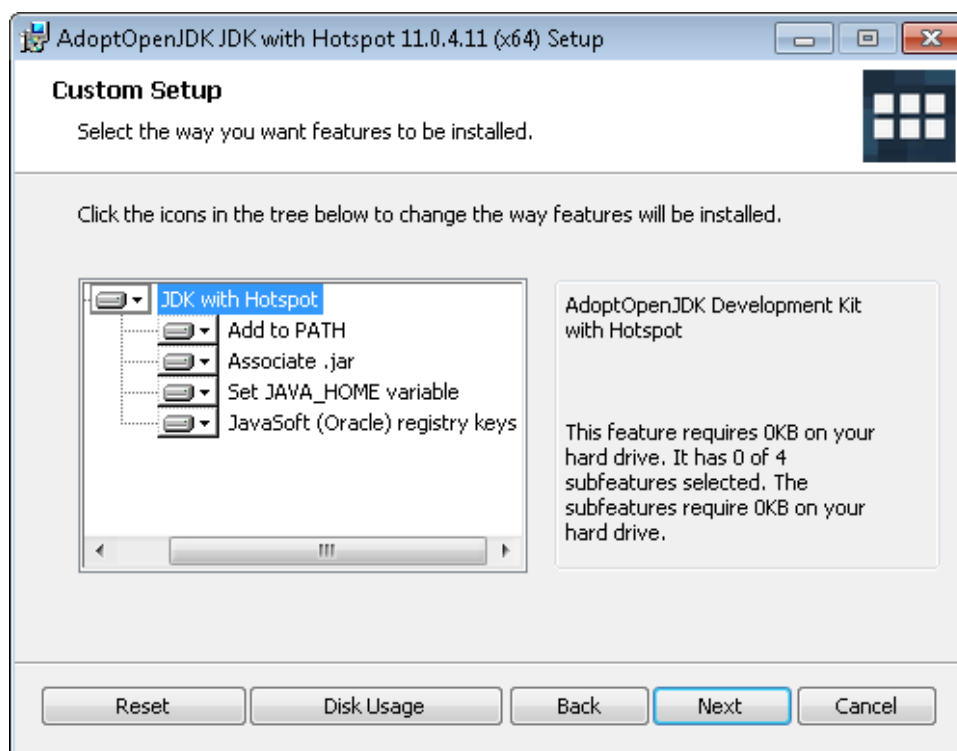 AdoptOpenJDK JDK with Hotspot 11.0.4.11 (x64) Setup
Custom Setup
Select the way you want features to be installed.
Click the icons in the tree below to change the way features will be installed.
JDK with Hotspot
Add to PATH
Associate .jar
Set JAVA_HOME variable
JavaSoft (Oracle) registry keys
AdoptOpenJDK Development Kit
with Hotspot
This feature requires 0KB on your
hard drive. It has 0 of 4
subfeatures selected. The
subfeatures require 0KB on your
hard drive.
Reset
Disk Usage
Back
Next
Cancel